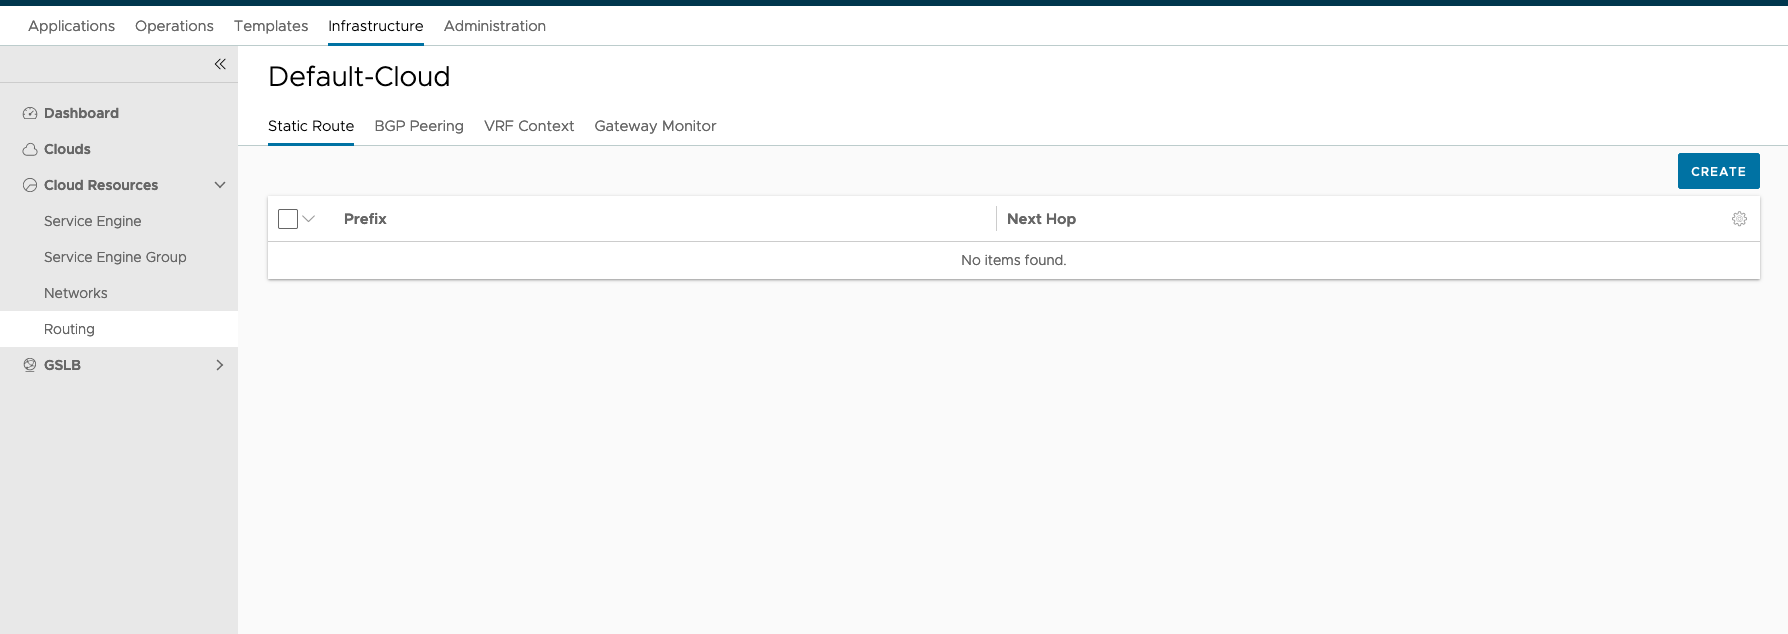 Applications Operations Templates Infrastructure Administration
Default-Cloud
Dashboard
Clouds
Cloud Resources
Service Engine
Service Engine Group
Networks
Routing
GSLB
Static Route BGP Peering VRF Context Gateway Monitor
CREATE
Prefix Next Hop
No items found.